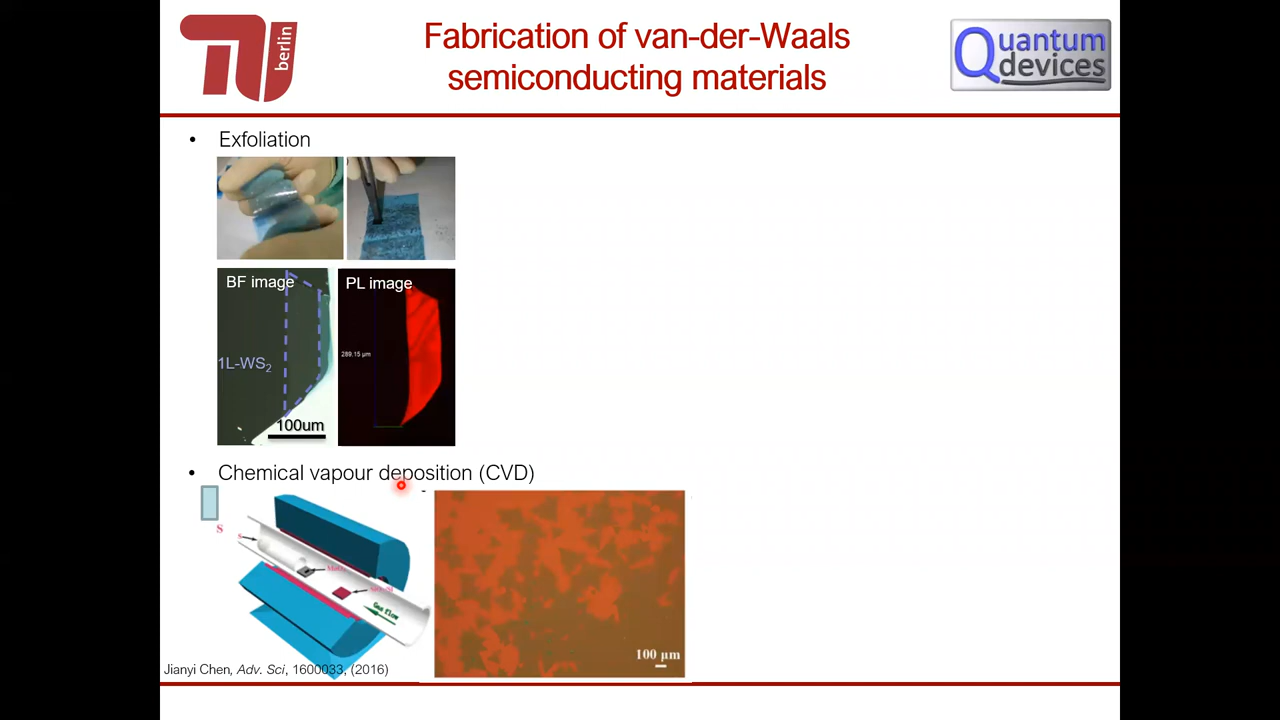 berlin
Fabrication of van-der-Waals
semiconducting materials
Quantum
devices
• Exfoliation
BF image
PL image
289.15 μm
1L-WS2
100um
• Chemical vapour deposition (CVD)
S
S
Gas Flow
100 μm
Jianyi Chen, Adv. Sci, 1600033, (2016)